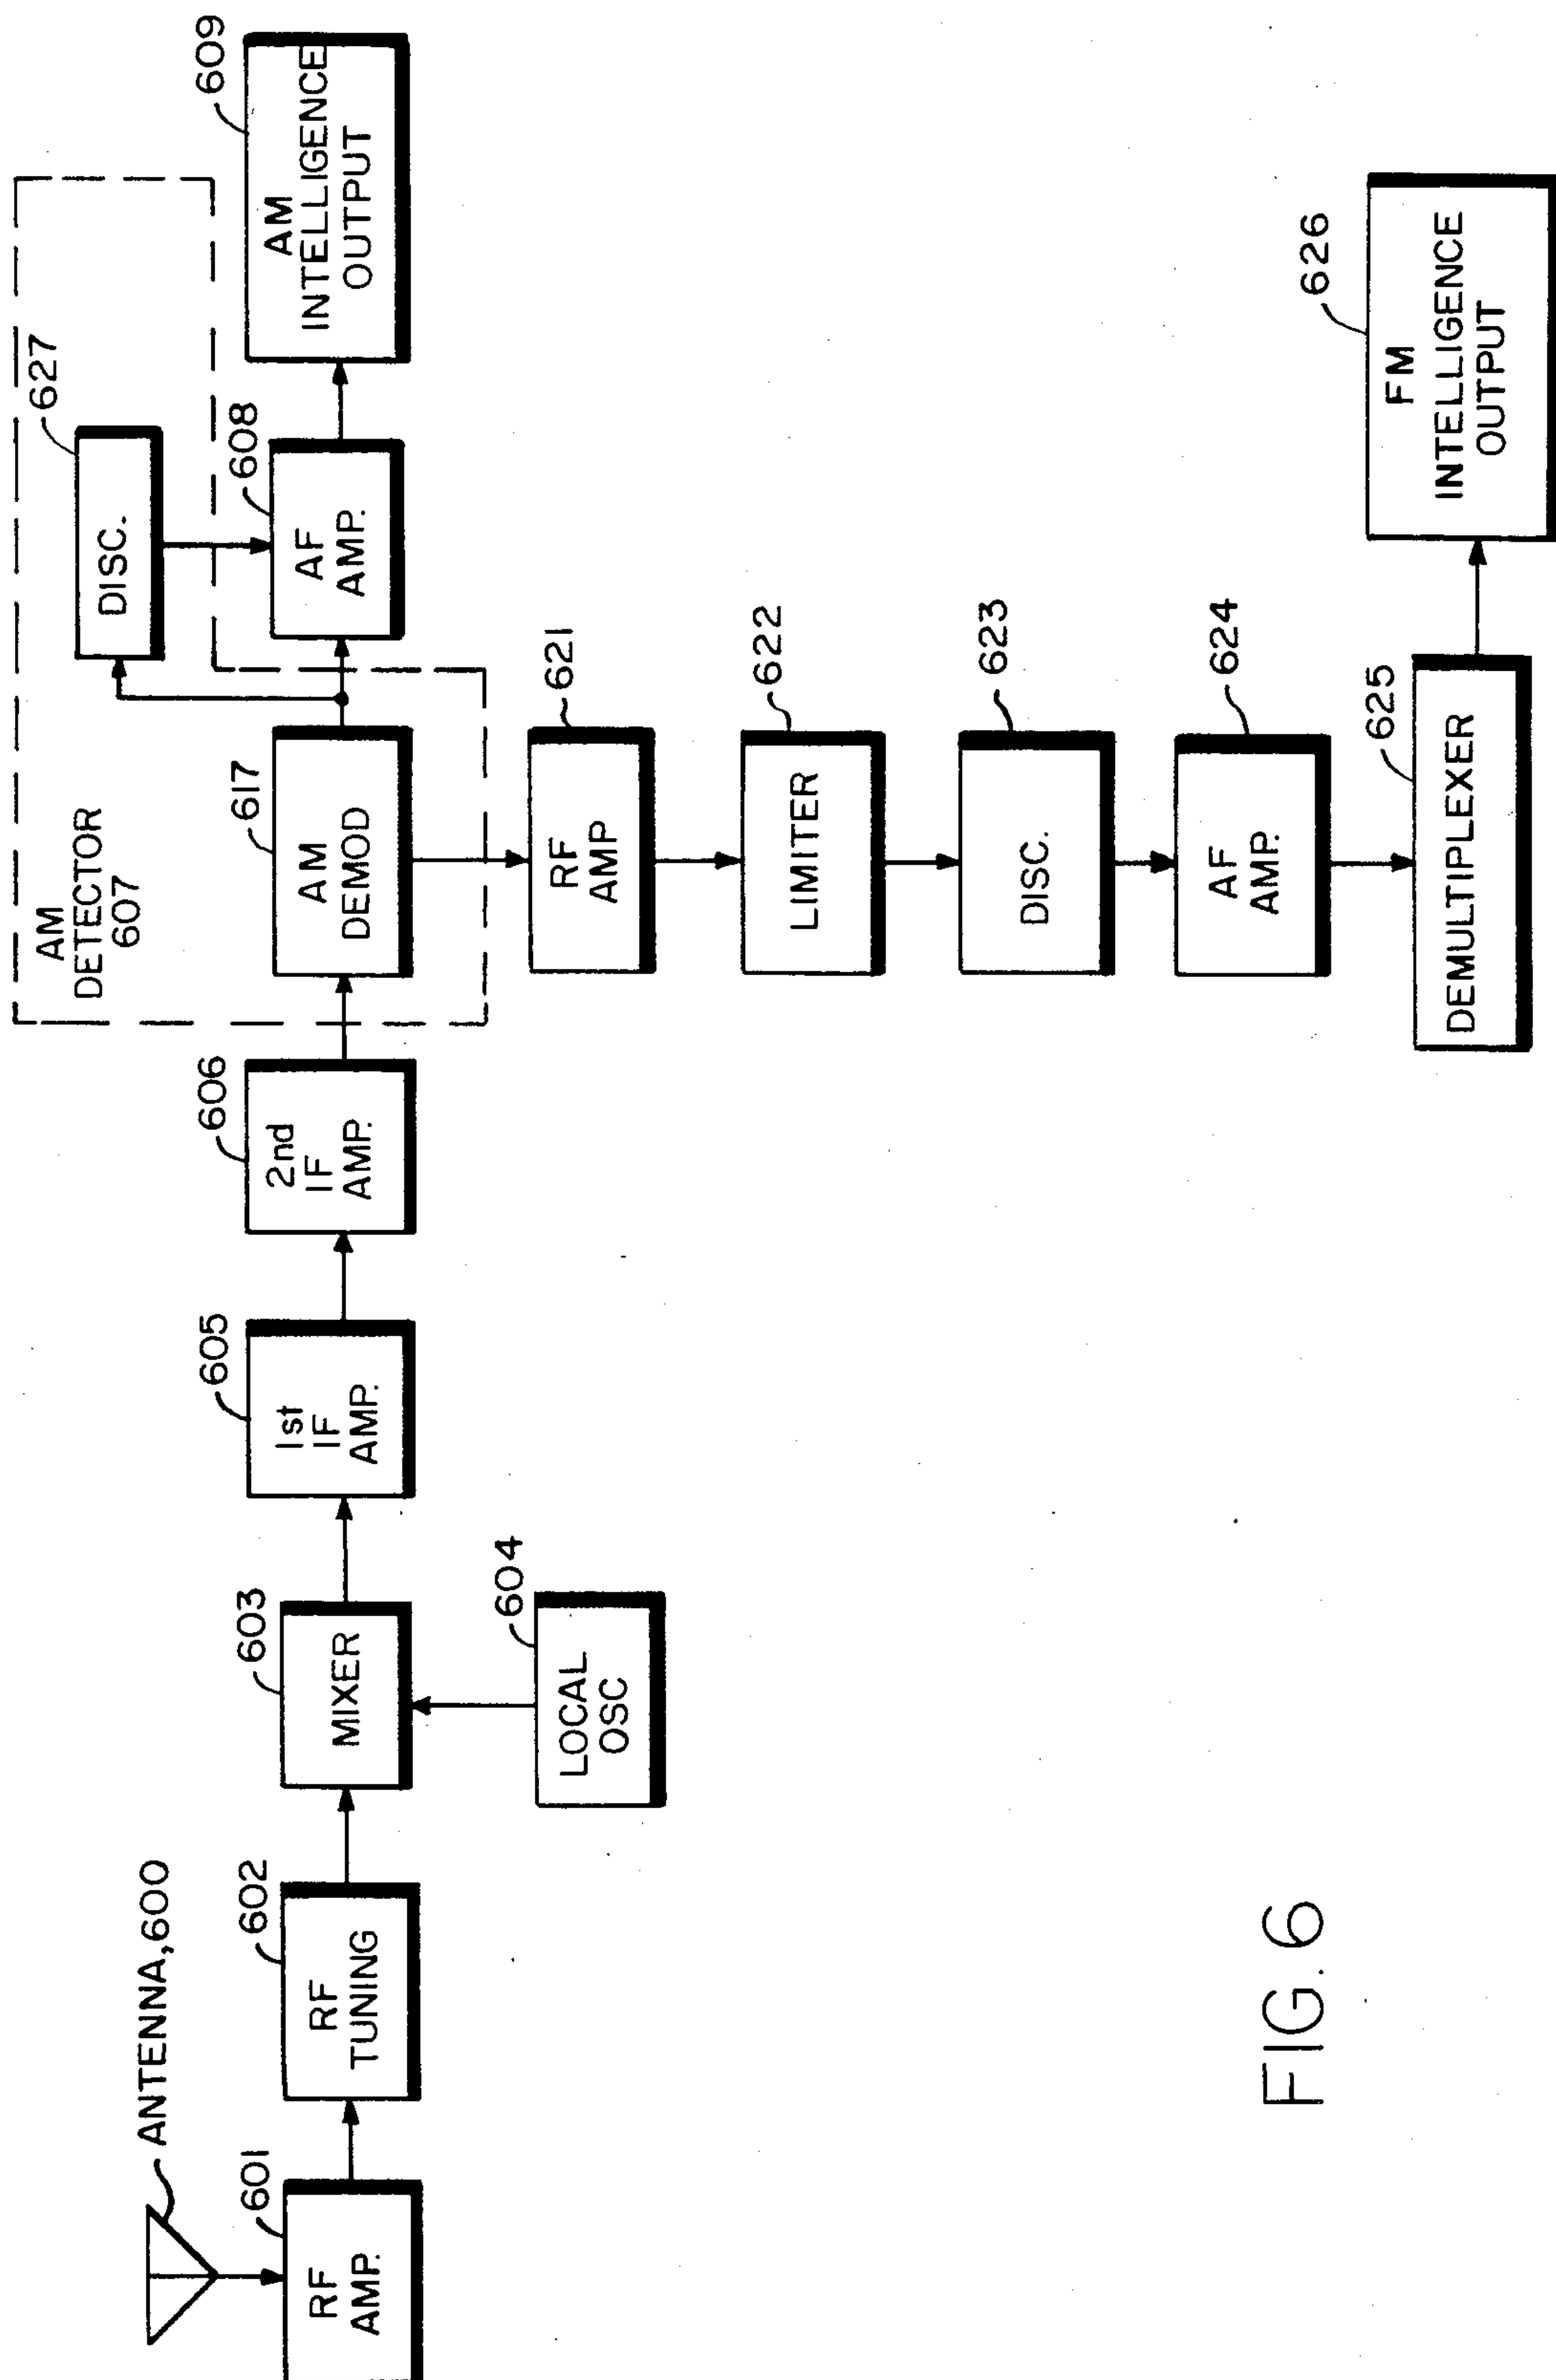 ANTENNA,600
601
RF
AMP.
602
RF
TUNING
603
MIXER
604
LOCAL
OSC
605
1st
IF
AMP.
606
2nd
IF
AMP.
AM
DETECTOR
607
617
AM
DEMOD
627
DISC.
608
AF
AMP.
609
AM
INTELLIGENCE
OUTPUT
621
RF
AMP
622
LIMITER
623
DISC.
624
AF
AMP.
625
DEMULTIPLEXER
626
FM
INTELLIGENCE
OUTPUT
FIG. 6